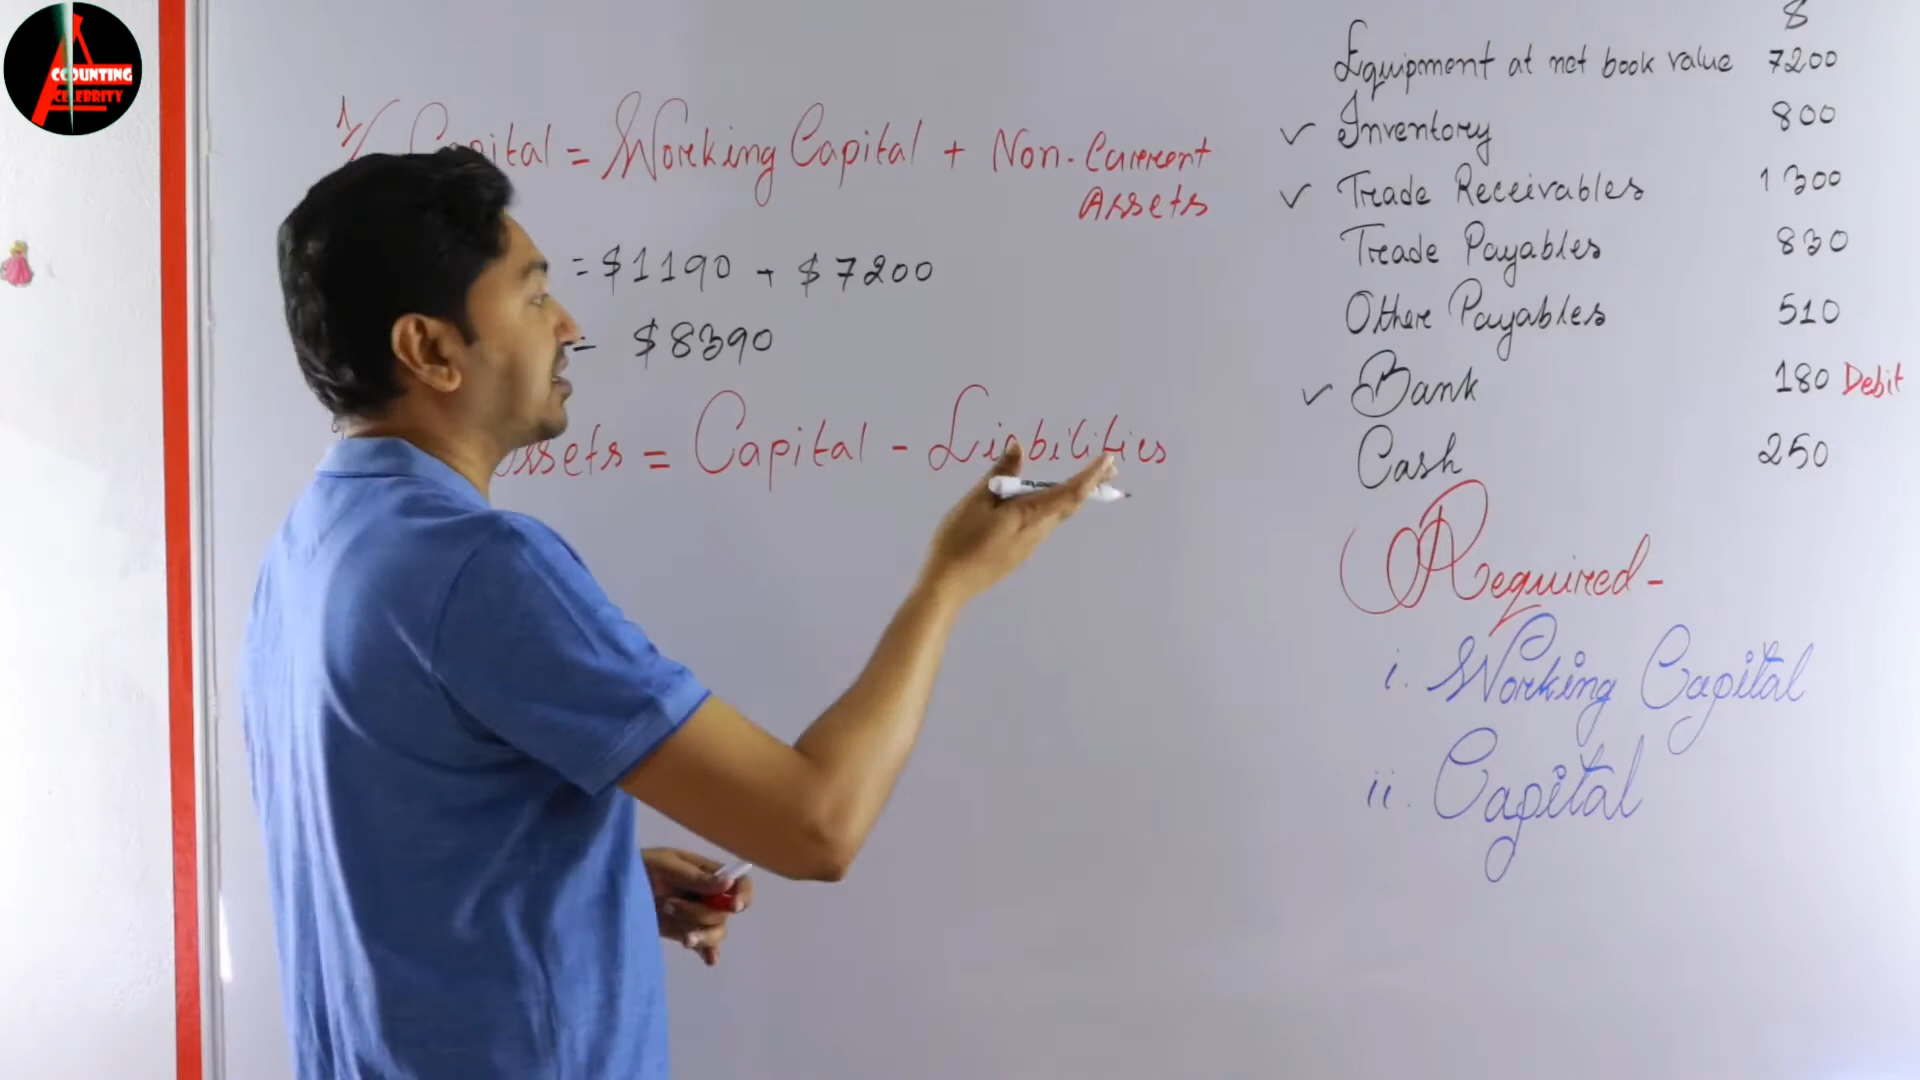 ACCOUNTING
CELEBRITY
1/ Capital = Working Capital + Non-Current
Assets
= $1190 + $7200
= $8390
Assets = Capital - Liabilities
$
Equipment at net book value 7200
✓ Inventory 800
✓ Trade Receivables 1300
Trade Payables 830
Other Payables 510
✓ Bank 180 Debit
Cash 250
Required-
i. Working Capital
ii. Capital